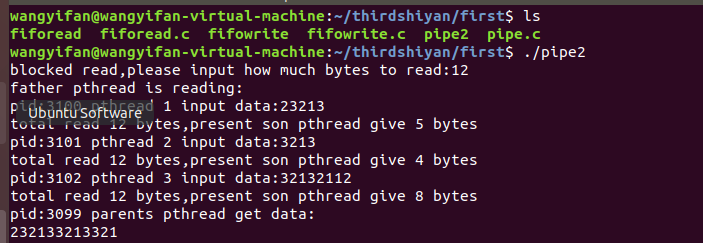 wangyifan@wangyifan-virtual-machine:~/thirdshiyan/first$ ls
fiforead fiforead.c fifowrite fifowrite.c pipe2 pipe.c
wangyifan@wangyifan-virtual-machine:~/thirdshiyan/first$ ./pipe2
blocked read,please input how much bytes to read:12
father pthread is reading:
pid:3100 pthread 1 input data:23213
Ubuntu Software
total read 12 bytes,present son pthread give 5 bytes
pid:3101 pthread 2 input data:3213
total read 12 bytes,present son pthread give 4 bytes
pid:3102 pthread 3 input data:32132112
total read 12 bytes,present son pthread give 8 bytes
pid:3099 parents pthread get data:
232133213321